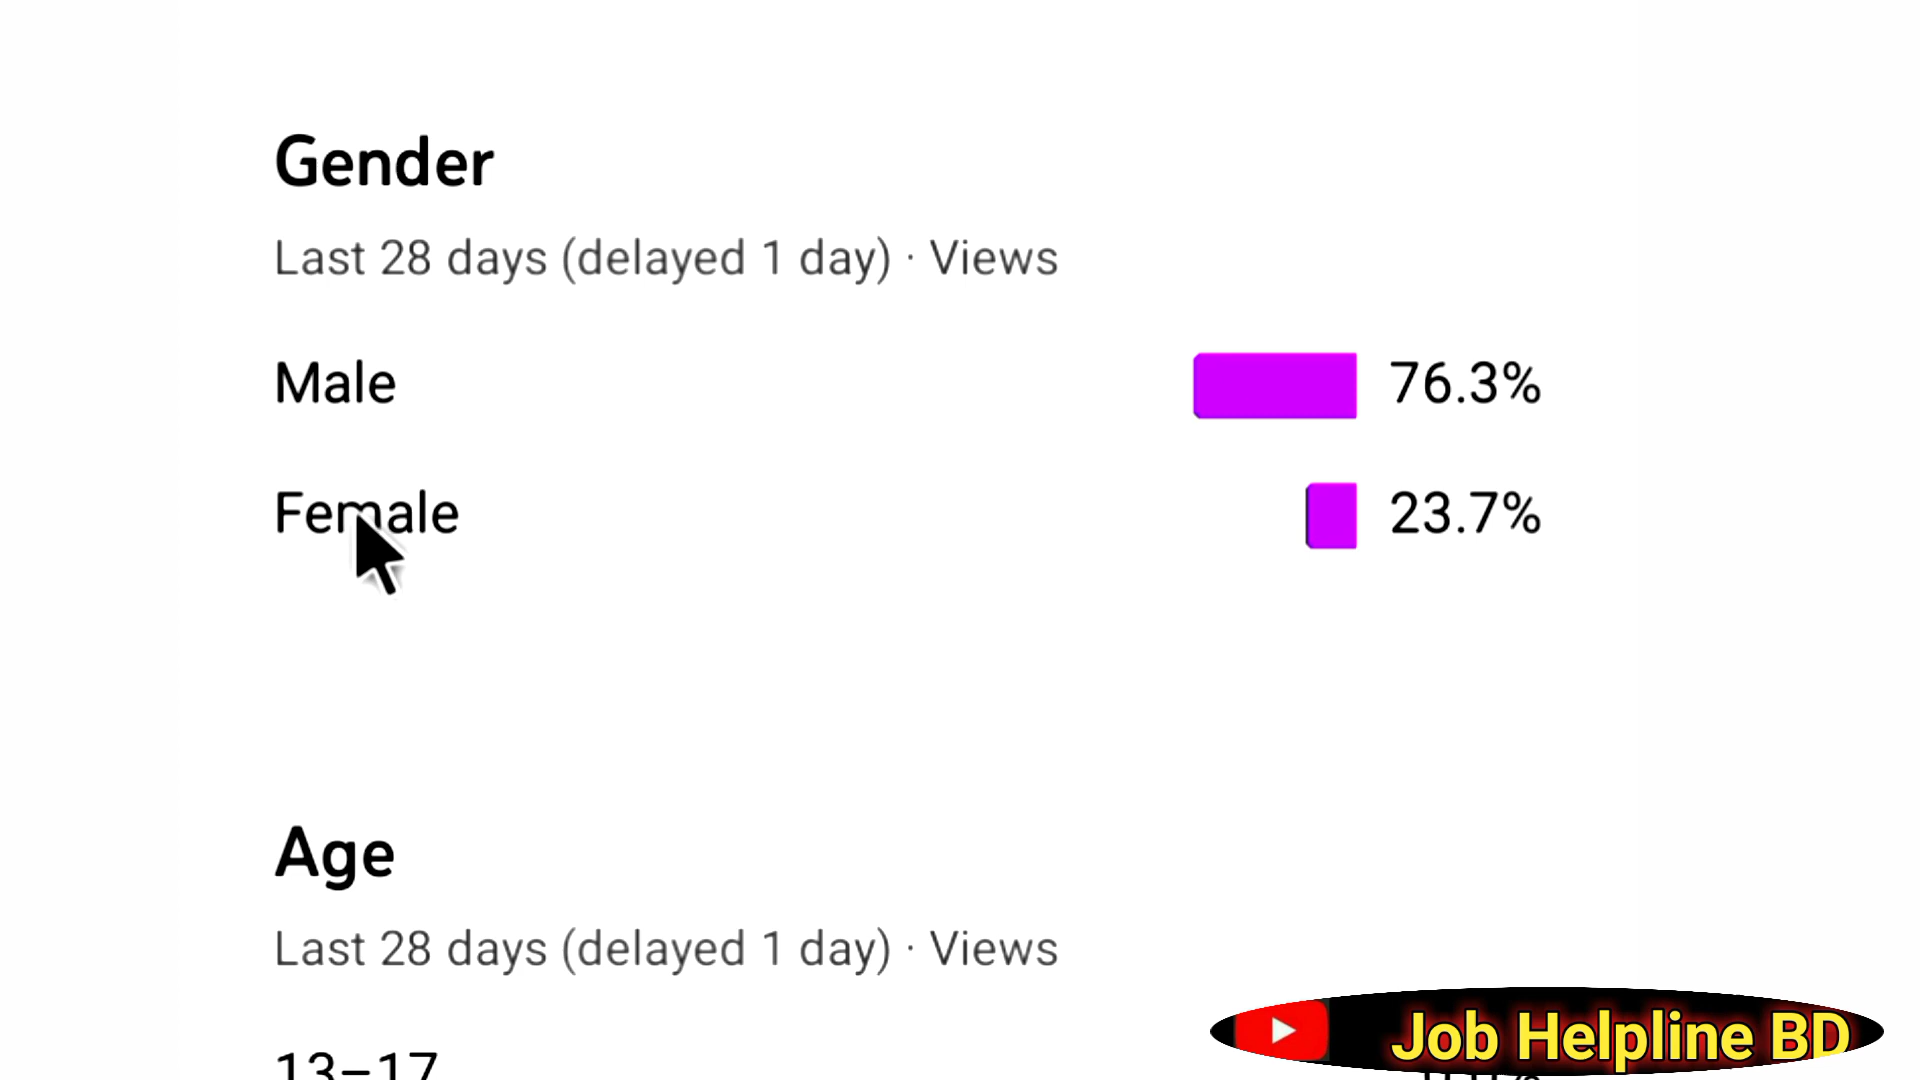 Gender
Last 28 days (delayed 1 day) · Views
Male 76.3%
Female 23.7%
Age
Last 28 days (delayed 1 day) · Views
13–17
Job Helpline BD